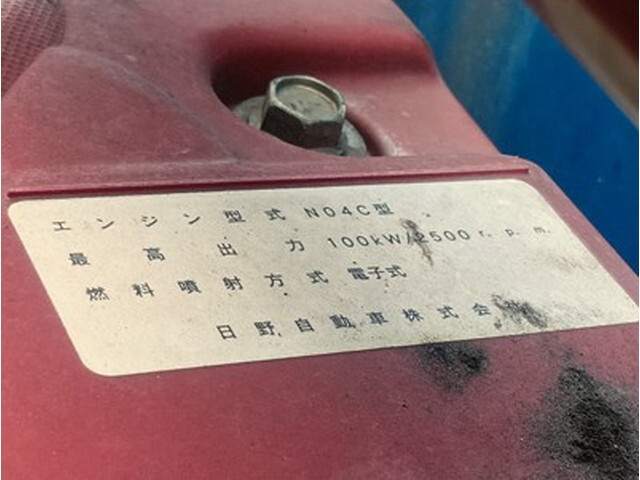 エンジン型式 N04C型
最高出力 100kW/2500r.p.m.
燃料噴射方式 電子式
日野自動車株式会